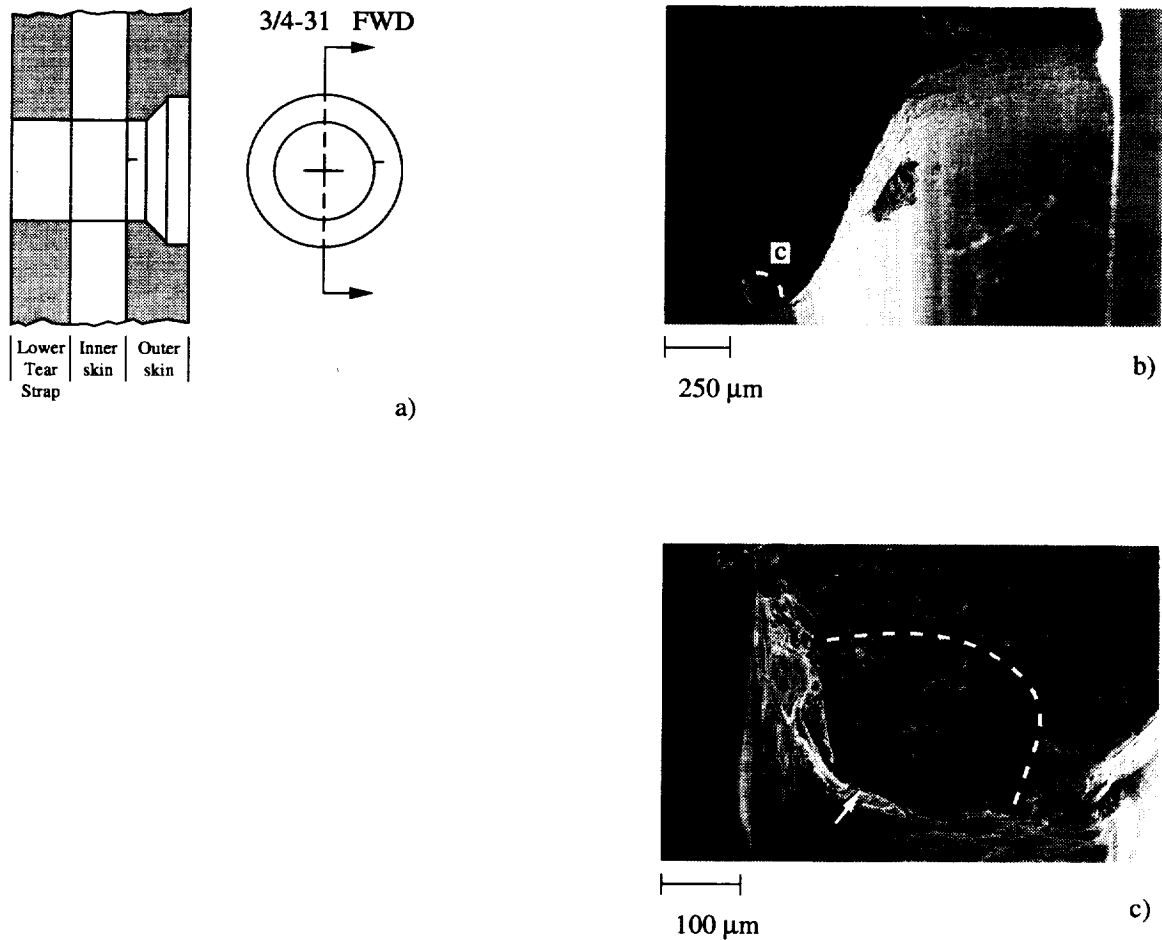 3/4-31 FWD
Lower Tear Strap
Inner skin
Outer skin
a)
c
250 μm
b)
100 μm
c)